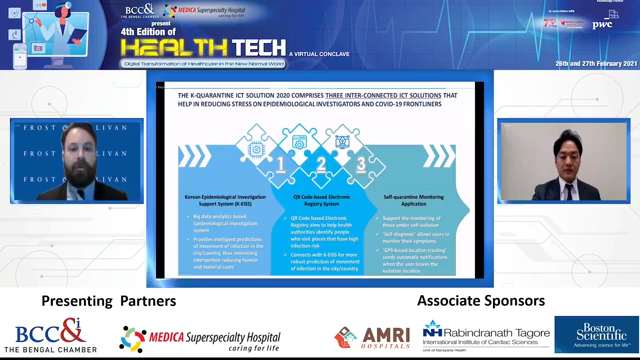 BCC&i
THE BENGAL CHAMBER
MEDICA Superspecialty Hospital
caring for life
present
4th Edition of
HEALTH TECH
A VIRTUAL CONCLAVE
Digital Transformation of Healthcare in the New Normal World
pwc
26th and 27th February 2021
THE K-QUARANTINE ICT SOLUTION 2020 COMPRISES THREE INTER-CONNECTED ICT SOLUTIONS THAT
HELP IN REDUCING STRESS ON EPIDEMIOLOGICAL INVESTIGATORS AND COVID-19 FRONTLINERS
1
2
3
Korean Epidemiological Investigation
Support System (K-EISS)
Big data analytics based
Epidemiological investigation
system
Provides intelligent predictions
of movement of infection in the
city/country, thus minimizing
intervention reducing human
and material costs
QR Code-based Electronic
Registry System
QR Code based Electronic
Registry aims to help health
authorities identify people
who visit places that have high
infection risk
Connects with K-EISS for more
robust prediction of movement
of infection in the city/country
Self-quarantine Monitoring
Application
Support the monitoring of
those under self-isolation
'Self diagnosis' allows users to
monitor their symptoms
'GPS-based location tracking'
sends automatic notifications
when the user leaves the
isolation location
FROST & SULLIVAN
Presenting Partners
Associate Sponsors
BCC&i
THE BENGAL CHAMBER
MEDICA Superspecialty Hospital
caring for life
AMRI
HOSPITALS
NH Rabindranath Tagore
International Institute of Cardiac Sciences
Unit of Narayana Health
Boston
Scientific
Advancing science for life™